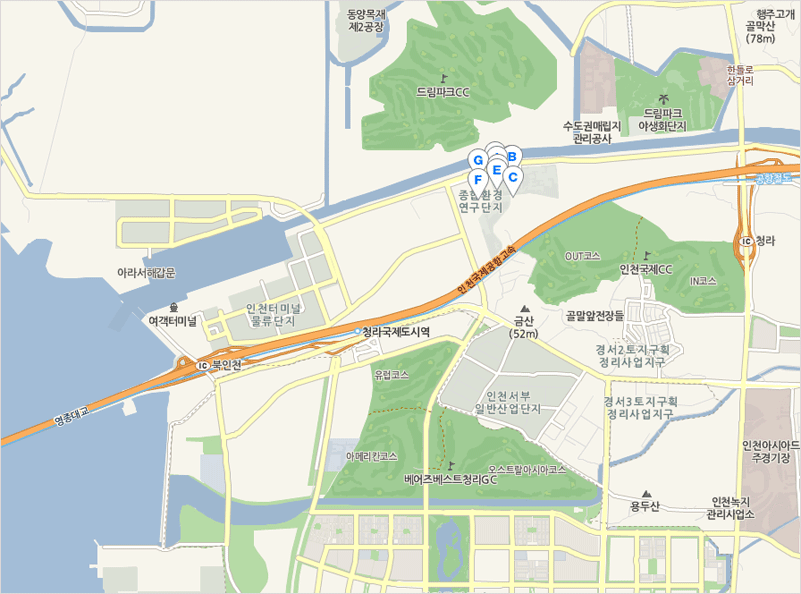 동양목재
제2공장
행주고개
골막산
(78m)
한들로
삼거리
드림파크CC
드림파크
야생화단지
수도권매립지
관리공사
G
B
E
F
C
종합환경
연구단지
공항철도
IC
청라
OUT코스
인천국제CC
IN코스
인천국제공항고속
아라서해갑문
여객터미널
인천터미널
물류단지
청라국제도시역
금산
(52m)
골말앞전장들
경서2토지구획
정리사업지구
IC 북인천
유럽코스
영종대교
인천서부
일반산업단지
경서3토지구획
정리사업지구
아메리칸코스
오스트랄아시아코스
베어즈베스트청리GC
인천아시아드
주경기장
용두산
인천녹지
관리사업소